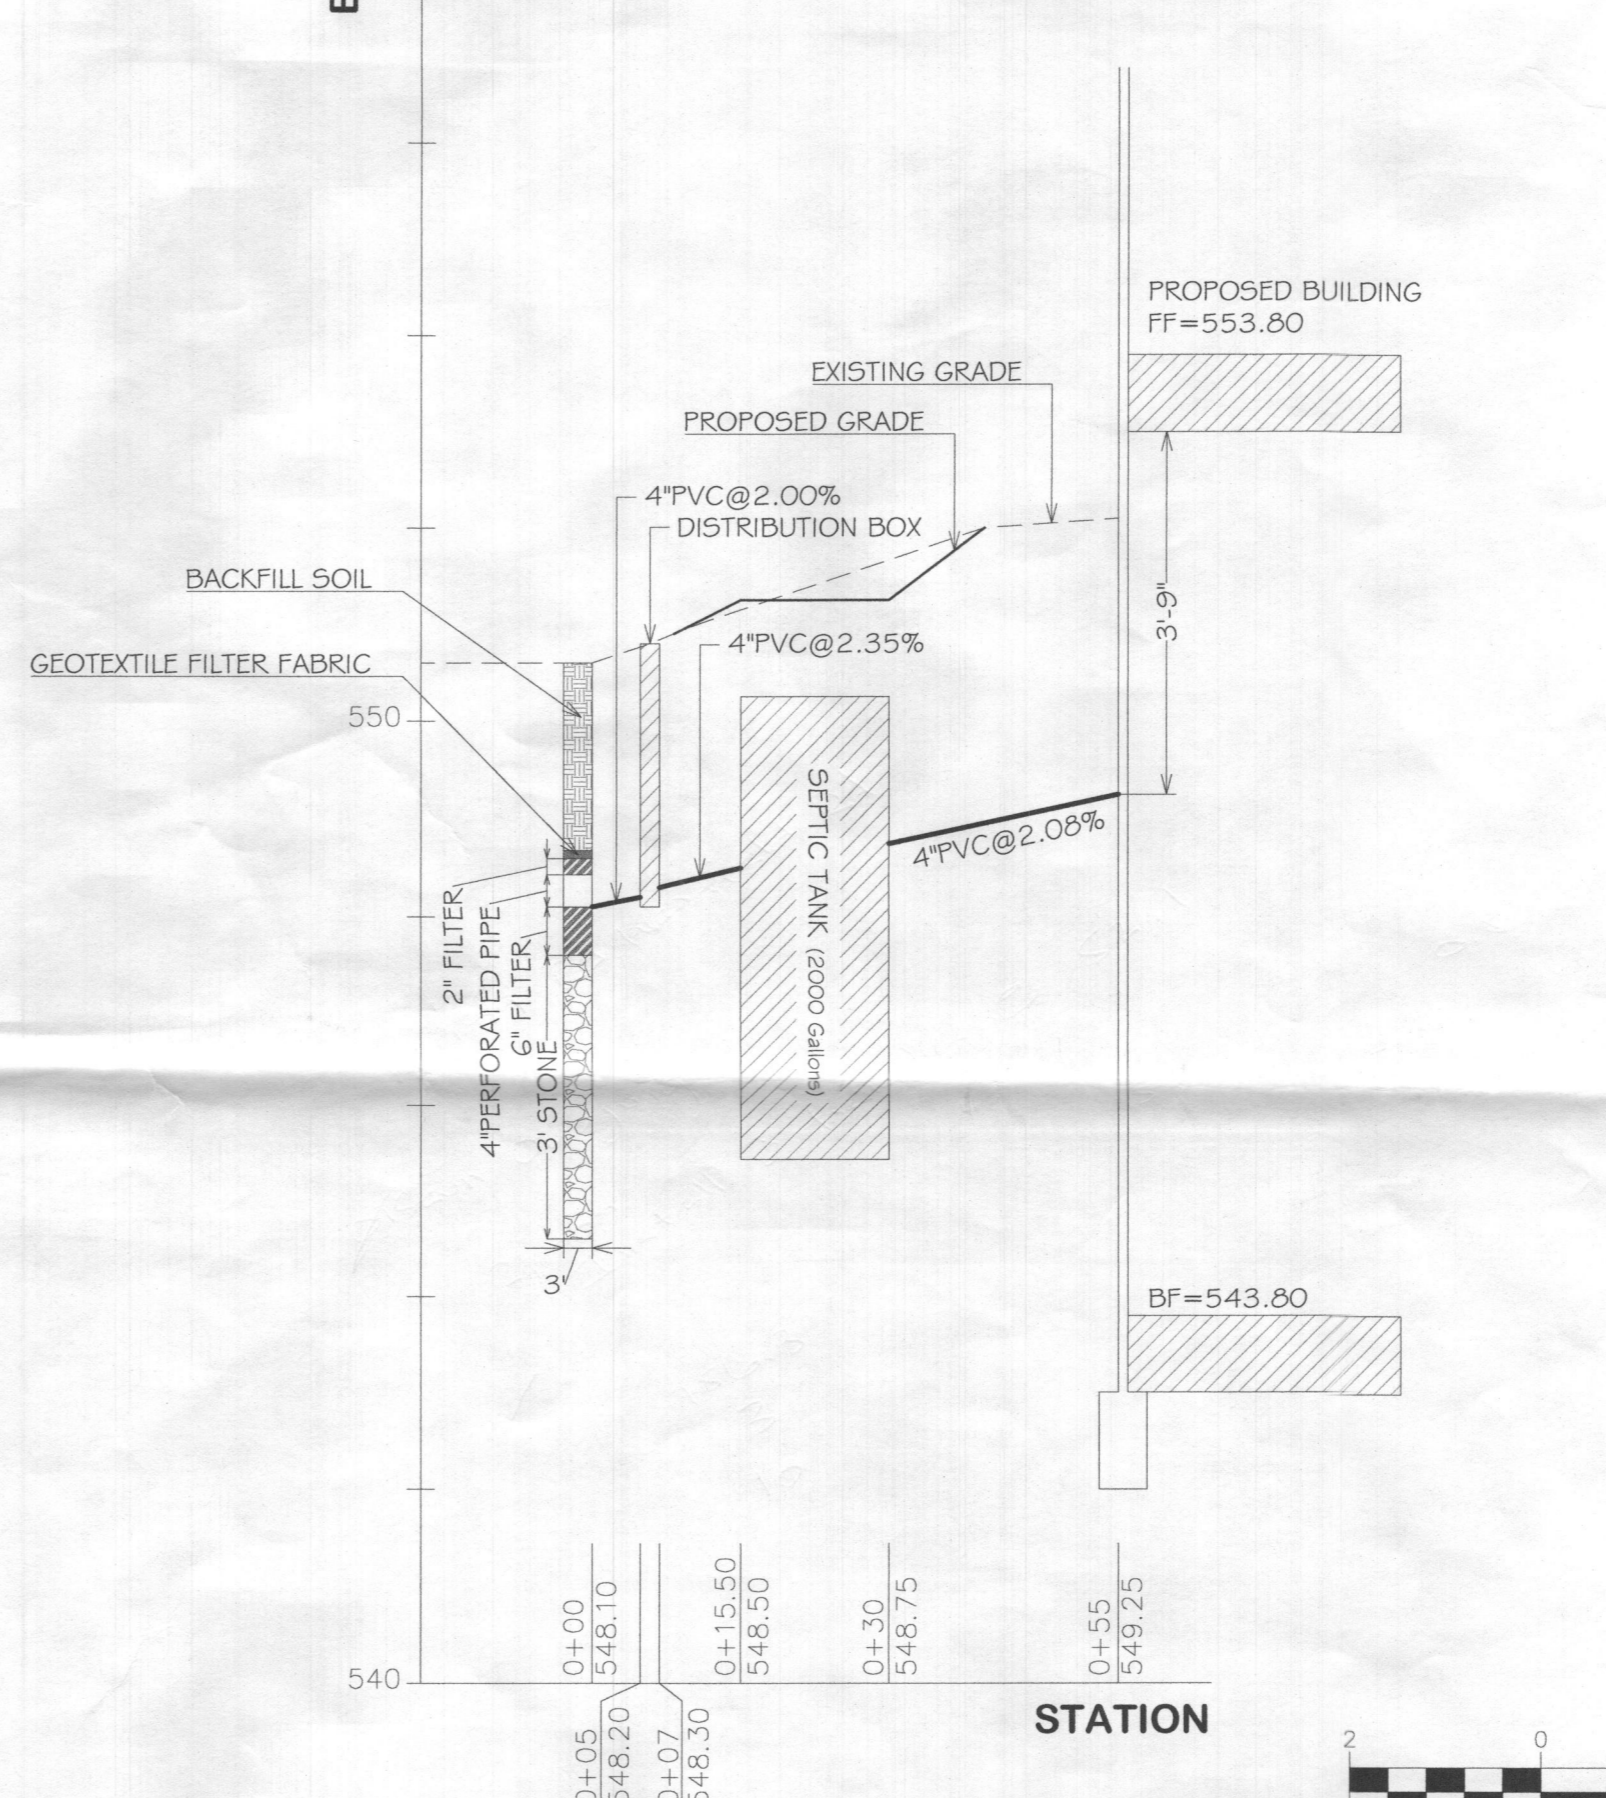 PROPOSED BUILDING
FF=553.80
EXISTING GRADE
PROPOSED GRADE
4"PVC@2.00%
DISTRIBUTION BOX
BACKFILL SOIL
3'-9"
4"PVC@2.35%
GEOTEXTILE FILTER FABRIC
550
SEPTIC TANK (2000 Gallons)
4"PVC@2.08%
2" FILTER
4"PERFORATED PIPE
6" FILTER
3' STONE
3'
BF=543.80
0+00
548.10
0+15.50
548.50
0+30
548.75
0+55
549.25
540
STATION
0+05
548.20
0+07
548.30
2 0